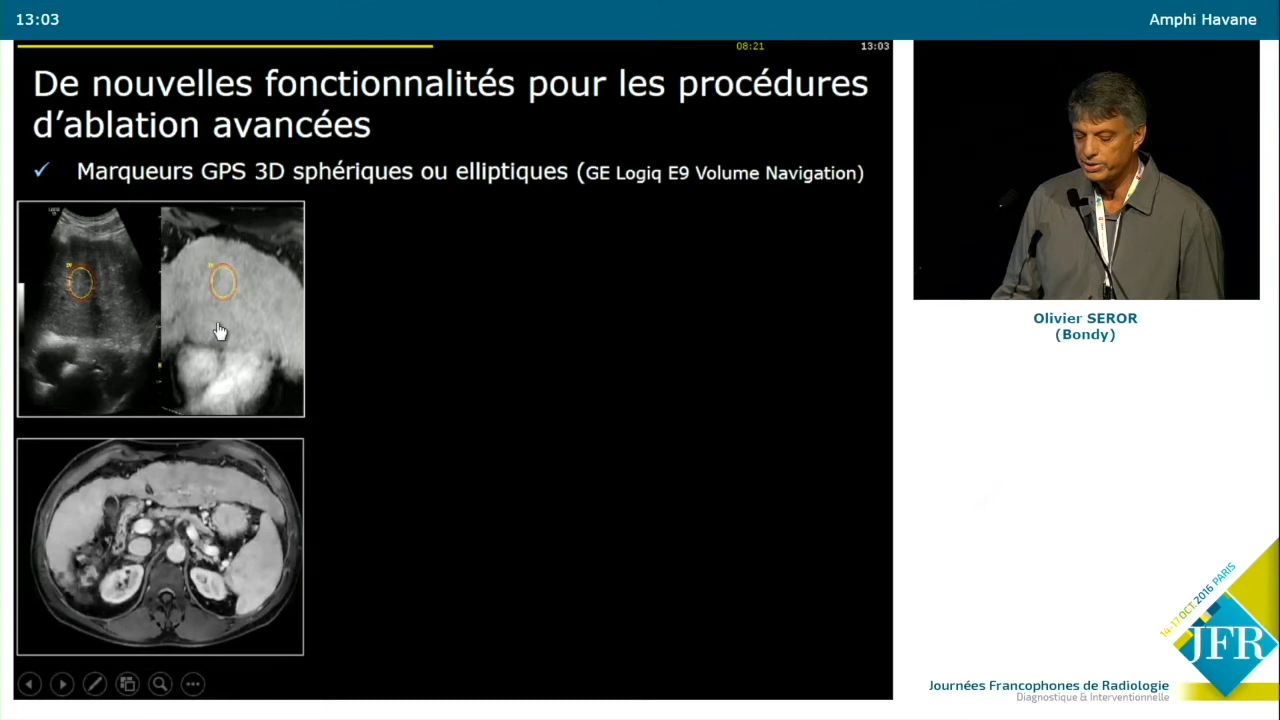 13:03
Amphi Havane
08:21
13:03
De nouvelles fonctionnalités pour les procédures
d’ablation avancées
✓ Marqueurs GPS 3D sphériques ou elliptiques (GE Logiq E9 Volume Navigation)
Olivier SEROR
(Bondy)
14-17 OCT. 2016 PARIS
JFR
Journées Francophones de Radiologie
Diagnostique & Interventionnelle